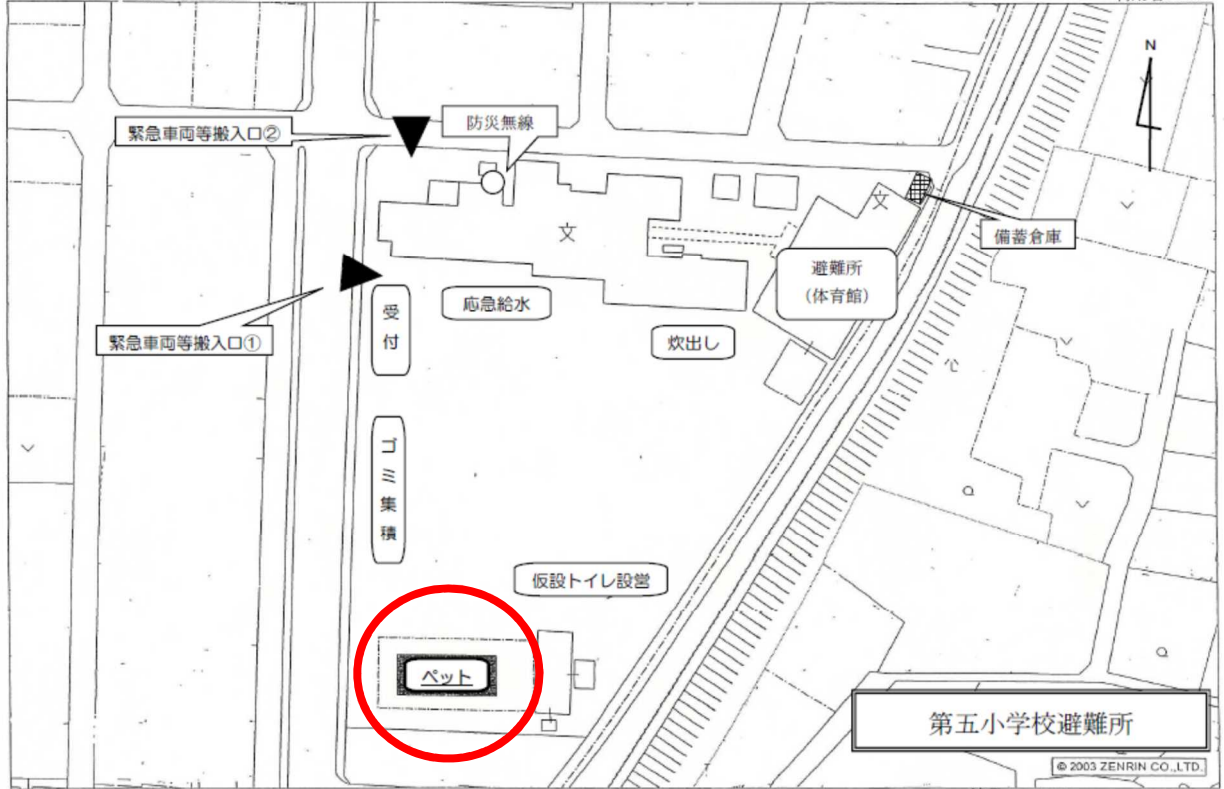 N
緊急車両等搬入口②
防災無線
文
文
備蓄倉庫
避難所
(体育館)
緊急車両等搬入口①
受付
応急給水
炊出し
ゴミ集積
仮設トイレ設営
ペット
第五小学校避難所
© 2003 ZENRIN CO.,LTD.